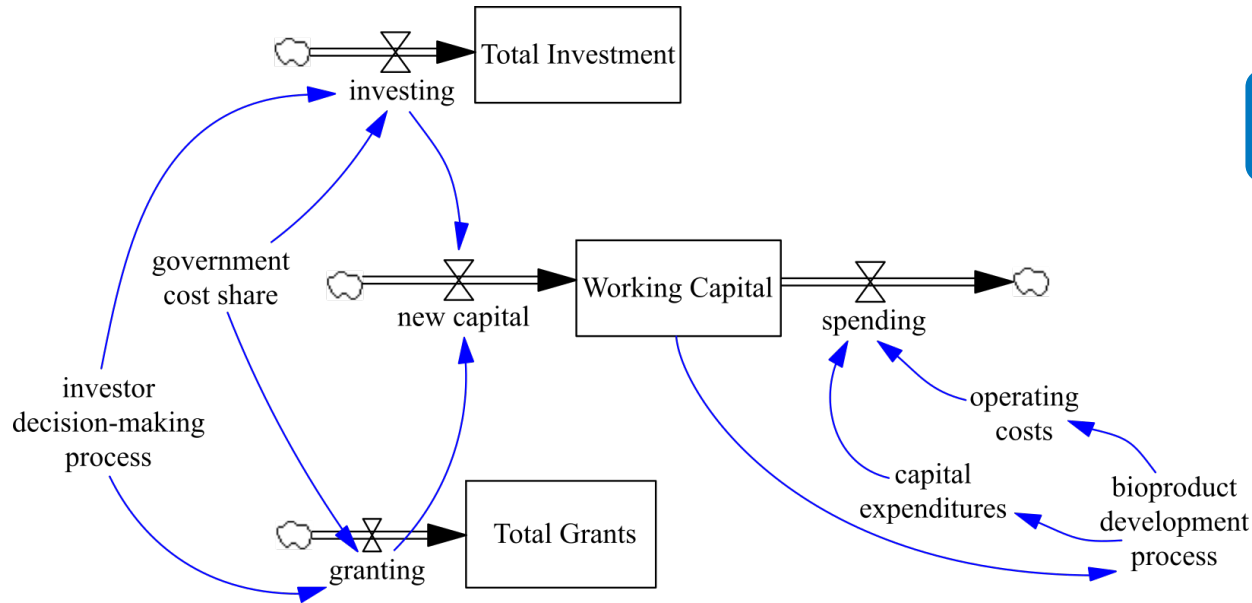 Total Investment
investing
government
cost share
new capital
Working Capital
spending
investor
decision-making
process
operating
costs
capital
expenditures
bioproduct
development
process
Total Grants
granting